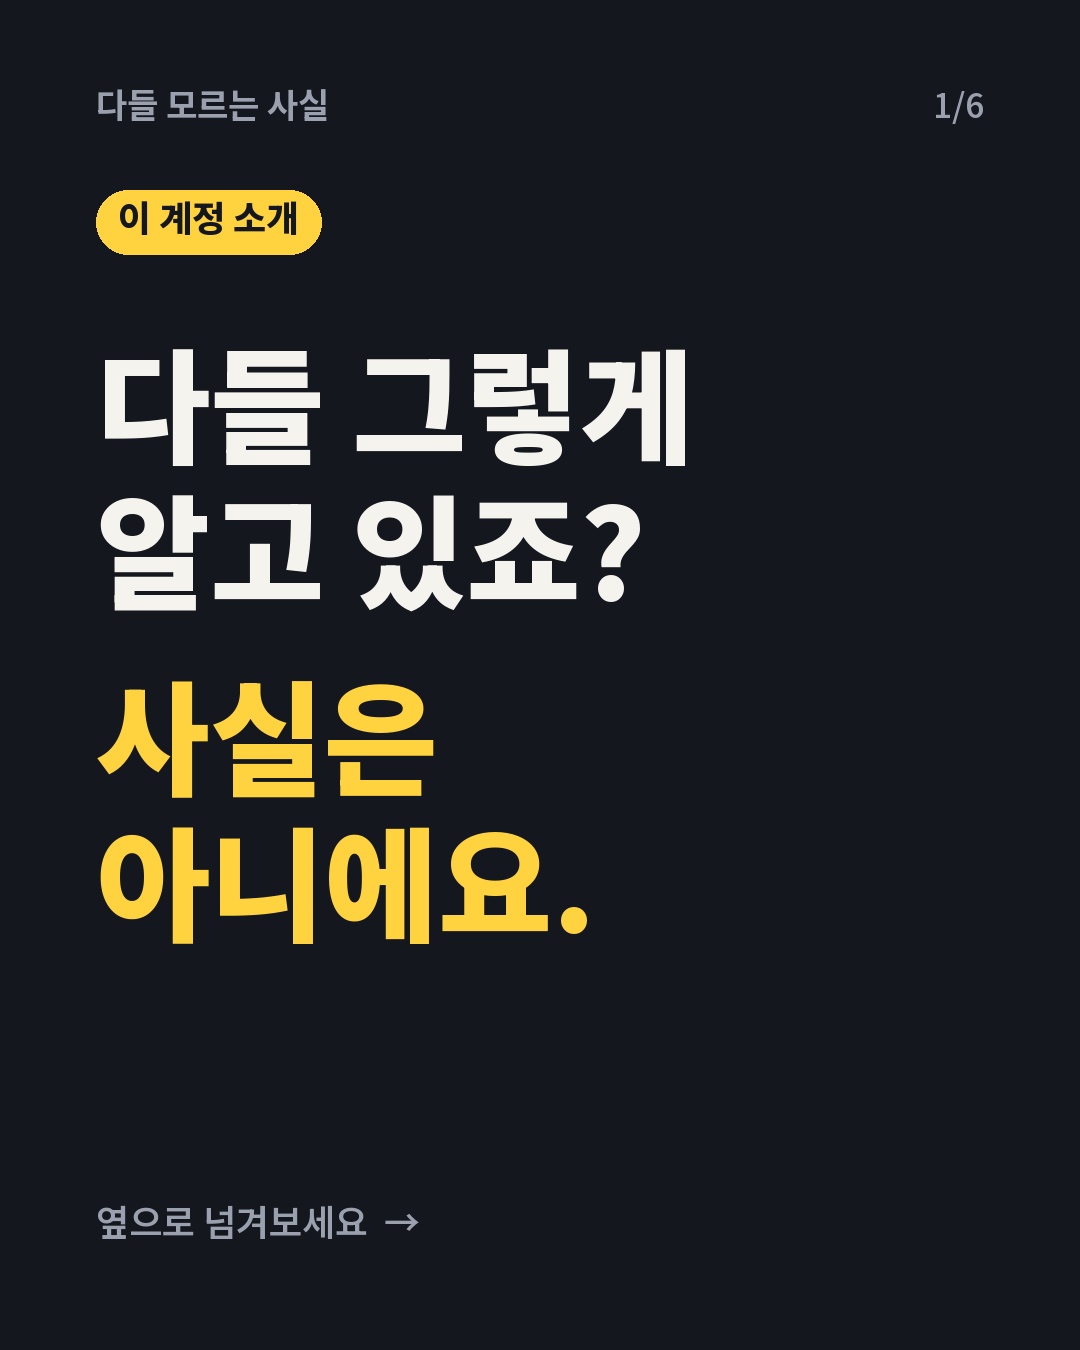 다들 모르는 사실
1/6
이 계정 소개
다들 그렇게
알고 있죠?
사실은
아니에요.
옆으로 넘겨보세요 →